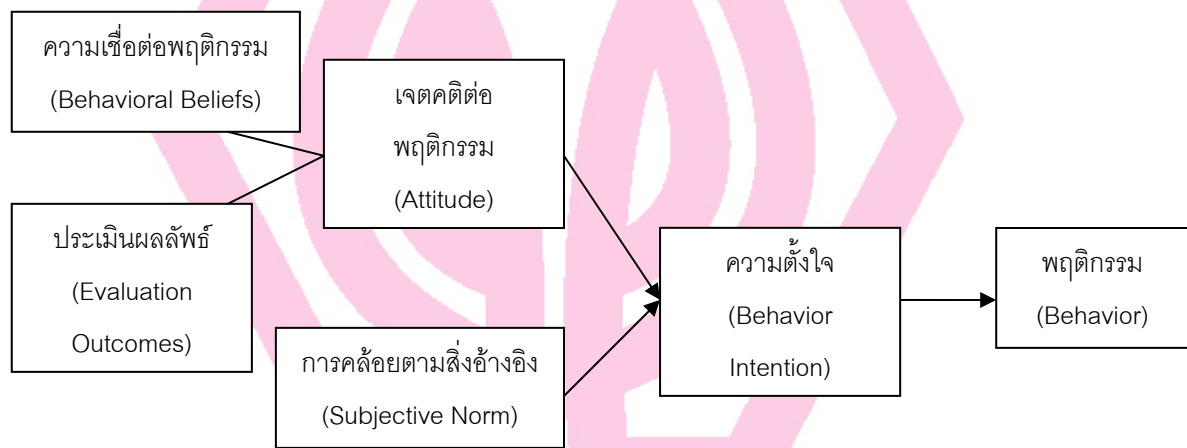 ความเชื่อต่อพฤติกรรม
(Behavioral Beliefs)
เจตคติต่อ
พฤติกรรม
(Attitude)
ประเมินผลลัพธ์
(Evaluation
Outcomes)
การคล้อยตามสิ่งอ้างอิง
(Subjective Norm)
ความตั้งใจ
(Behavior
Intention)
พฤติกรรม
(Behavior)